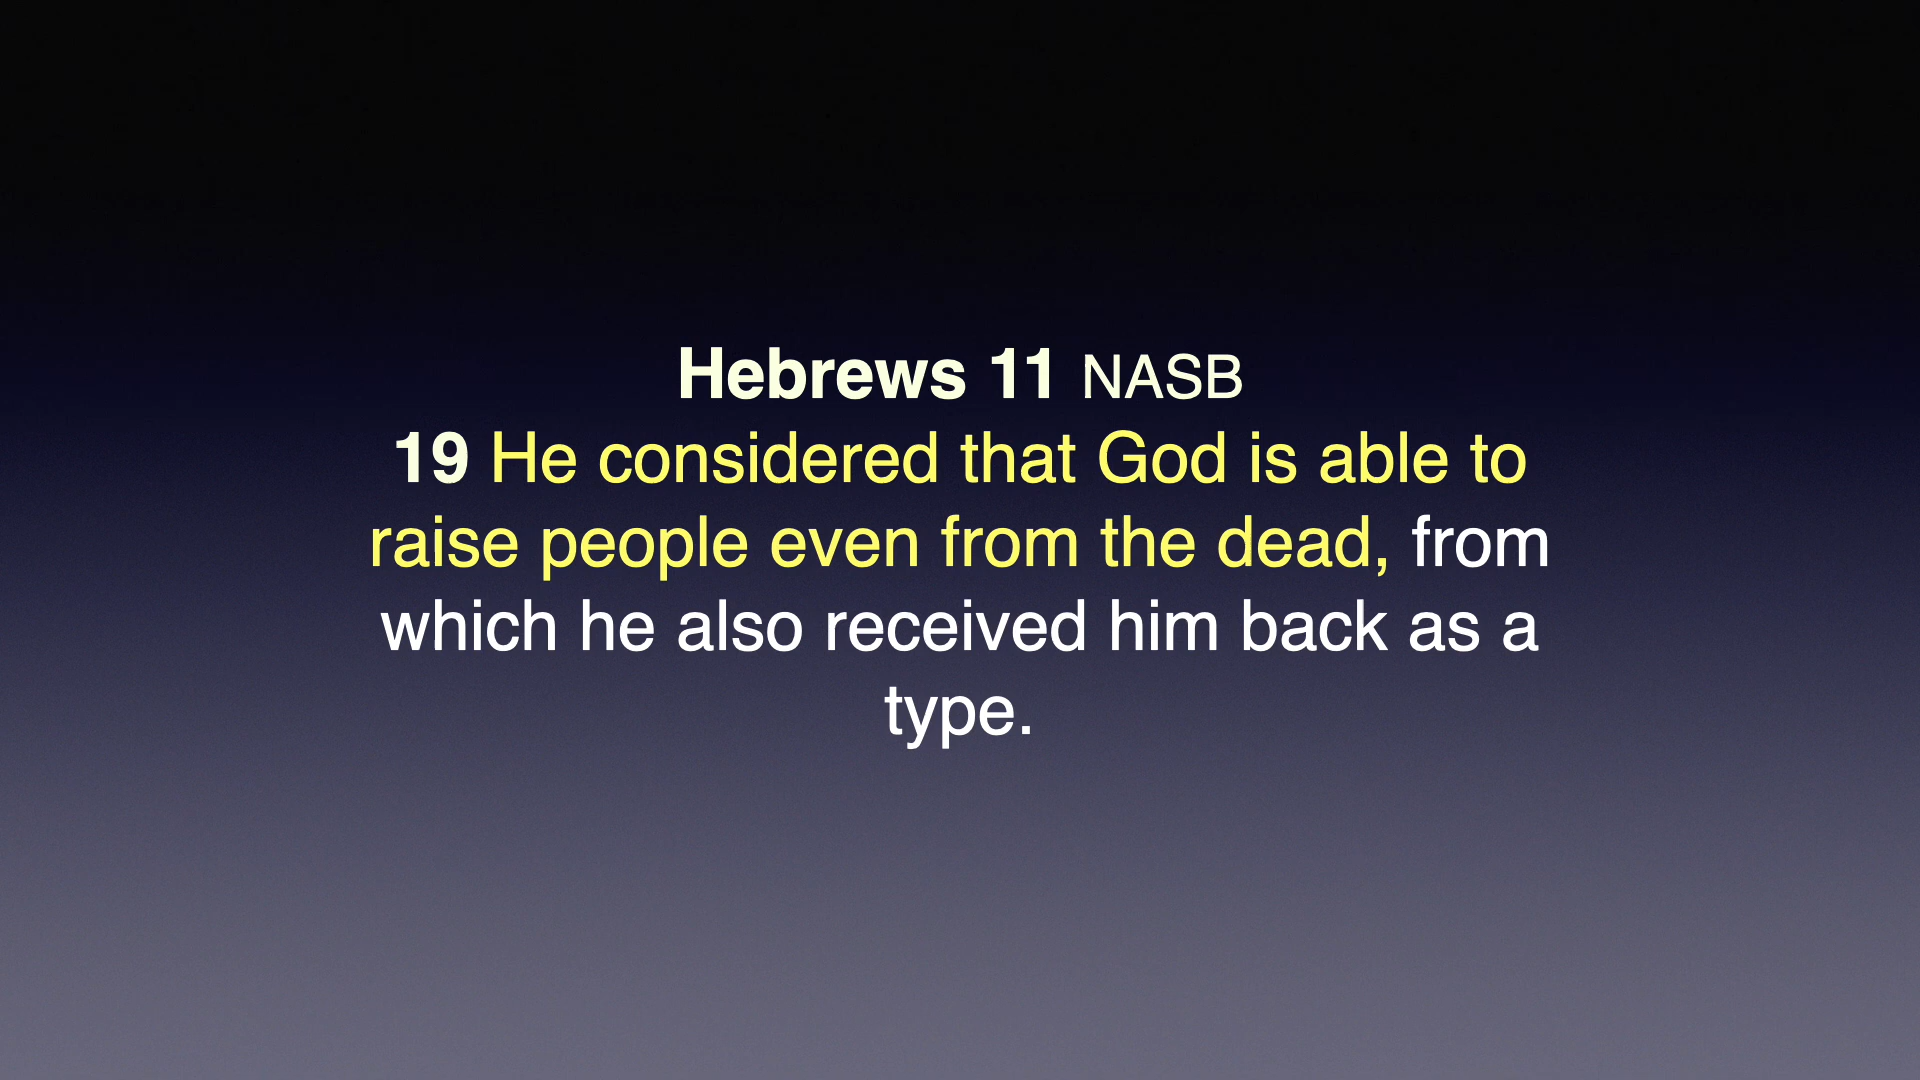 Hebrews 11 NASB
19 He considered that God is able to
raise people even from the dead, from
which he also received him back as a
type.